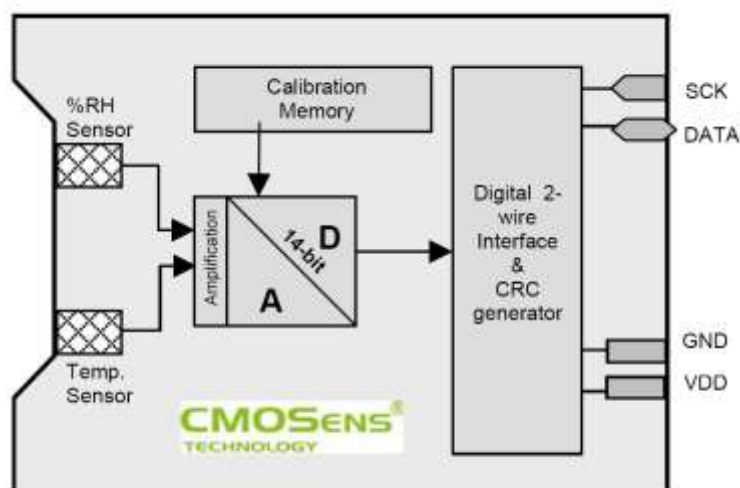 %RH
Sensor
Calibration
Memory
SCK
DATA
Amplification
14-bit
D
A
Digital 2-
wire
Interface
&
CRC
generator
GND
VDD
Temp.
Sensor
CMOSENS®
TECHNOLOGY